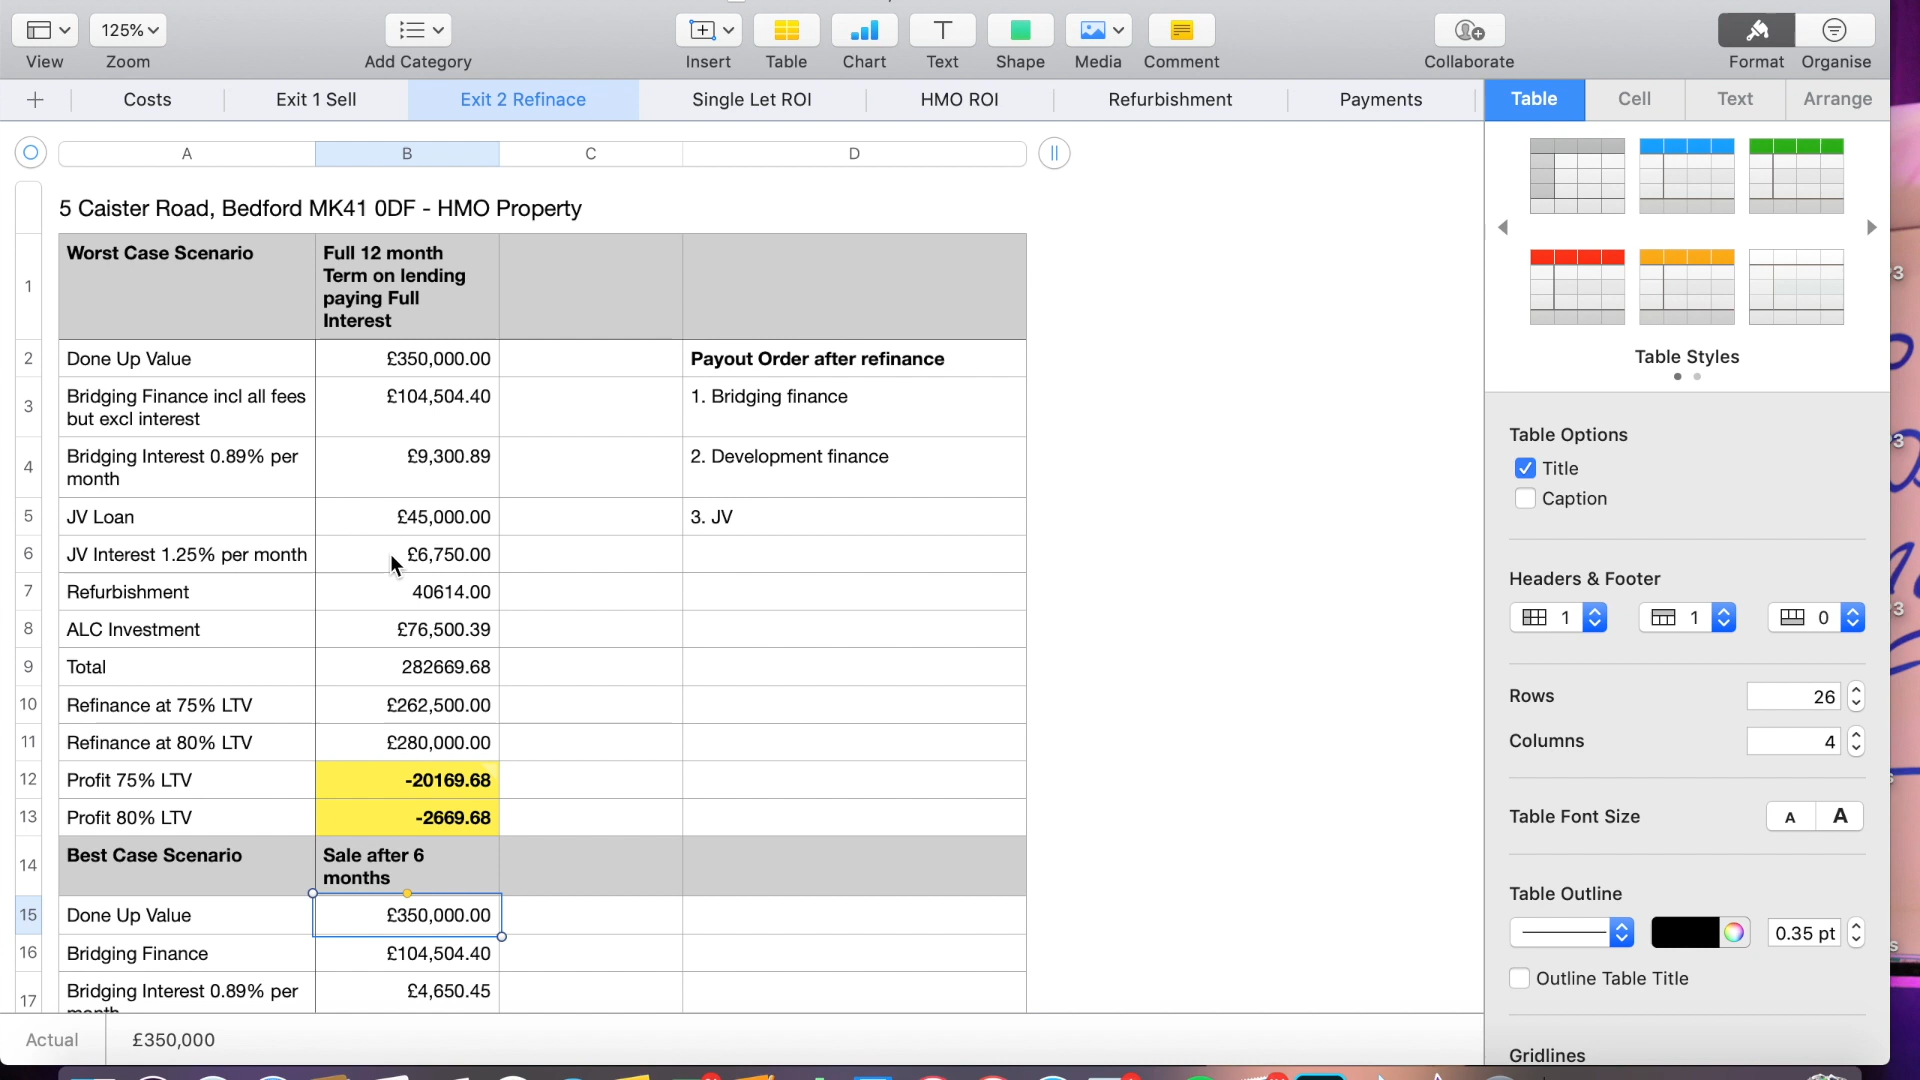 125%
View
Zoom
Add Category
Insert
Table
Chart
Text
Shape
Media
Comment
Collaborate
Format
Organise
Costs
Exit 1 Sell
Exit 2 Refinace
Single Let ROI
HMO ROI
Refurbishment
Payments
Table
Cell
Text
Arrange
A
B
C
D
5 Caister Road, Bedford MK41 0DF - HMO Property
1
Worst Case Scenario
Full 12 month
Term on lending
paying Full
Interest
2
Done Up Value
£350,000.00
Payout Order after refinance
3
Bridging Finance incl all fees
but excl interest
£104,504.40
1. Bridging finance
4
Bridging Interest 0.89% per
month
£9,300.89
2. Development finance
5
JV Loan
£45,000.00
3. JV
6
JV Interest 1.25% per month
£6,750.00
7
Refurbishment
40614.00
8
ALC Investment
£76,500.39
9
Total
282669.68
10
Refinance at 75% LTV
£262,500.00
11
Refinance at 80% LTV
£280,000.00
12
Profit 75% LTV
-20169.68
13
Profit 80% LTV
-2669.68
14
Best Case Scenario
Sale after 6
months
15
Done Up Value
£350,000.00
16
Bridging Finance
£104,504.40
17
Bridging Interest 0.89% per
month
£4,650.45
Actual
£350,000
Table Styles
Table Options
Title
Caption
Headers & Footer
1
1
0
Rows
26
Columns
4
Table Font Size
A
A
Table Outline
0.35 pt
Outline Table Title
Gridlines